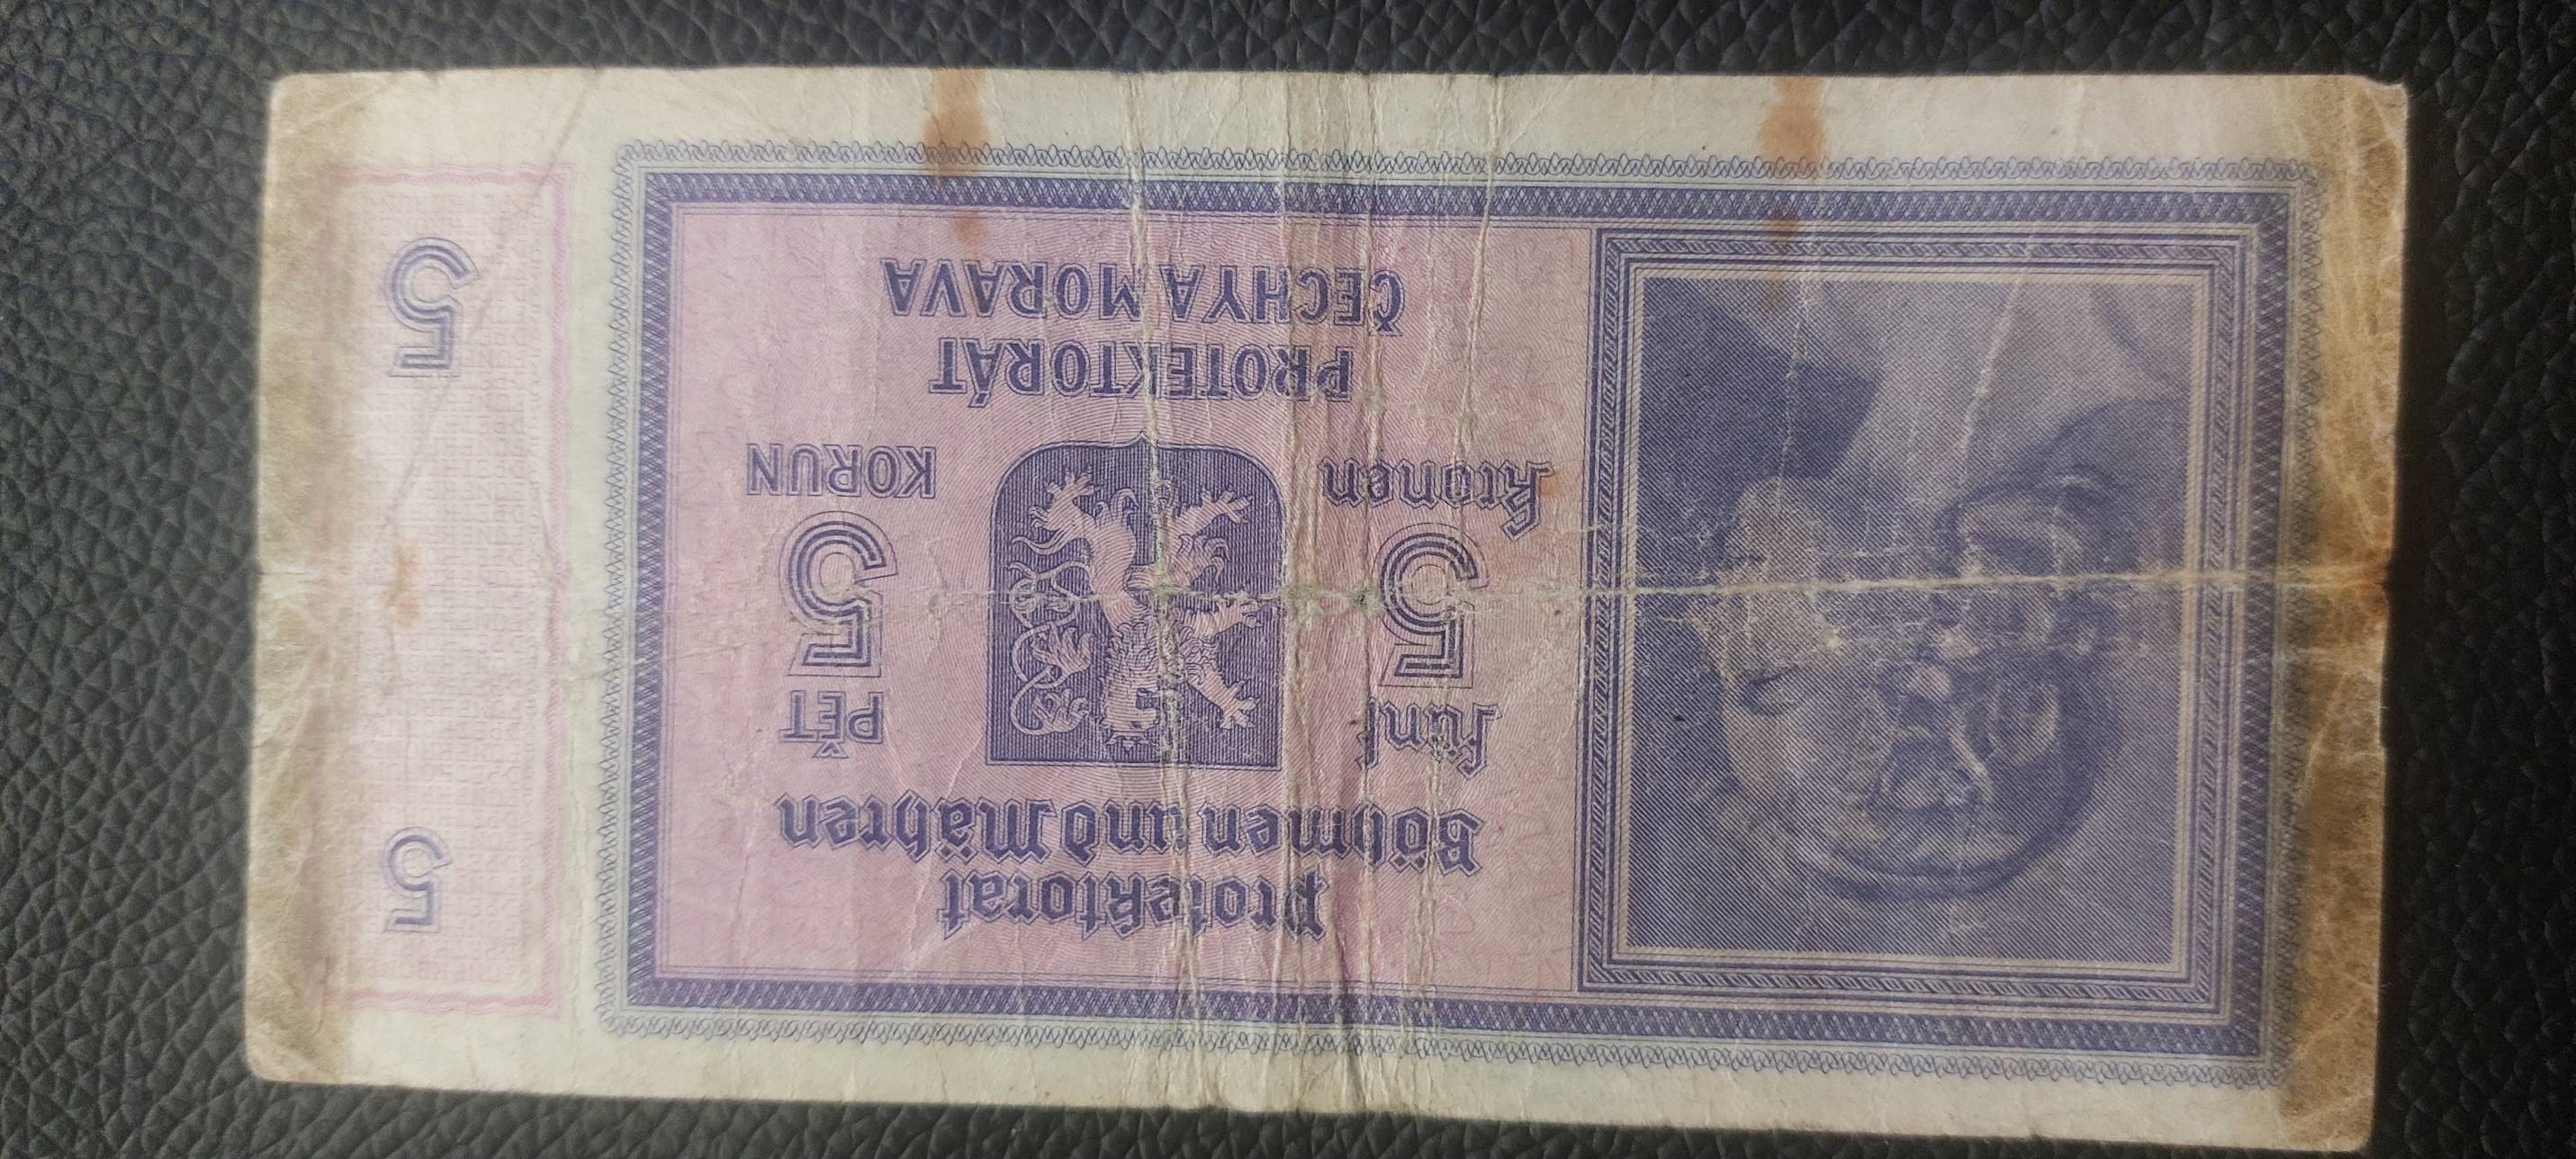 Protektorat
Böhmen und Mähren
fünf
5
Kronen
PĚT
5
KORUN
PROTEKTORÁT
ČECHY A MORAVA
5
5